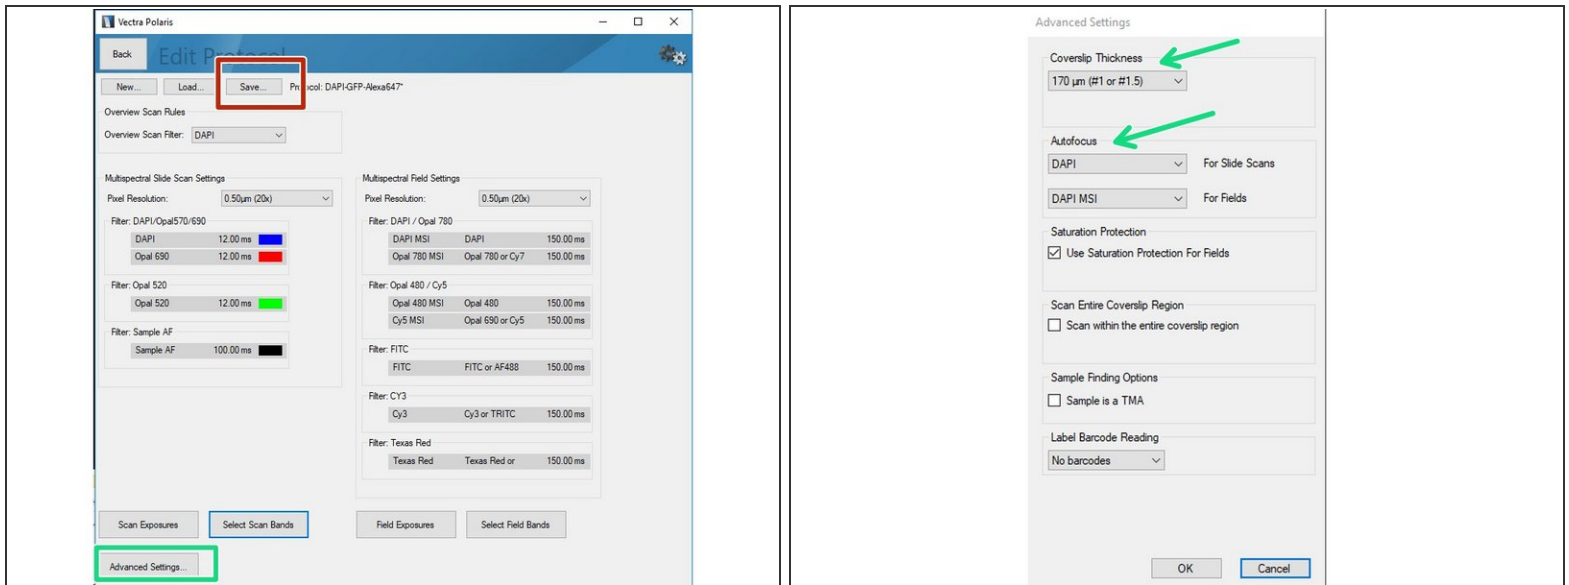 Vectra Polaris
Back
Edit Protocol
New...
Load...
Save...
Protocol: DAPI-GFP-Alexa647*
Overview Scan Rules
Overview Scan Filter:
DAPI
Multispectral Slide Scan Settings
Pixel Resolution:
0.50µm (20x)
Filter: DAPI/Opal570/690
DAPI 12.00 ms
Opal 690 12.00 ms
Filter: Opal 520
Opal 520 12.00 ms
Filter: Sample AF
Sample AF 100.00 ms
Multispectral Field Settings
Pixel Resolution:
0.50µm (20x)
Filter: DAPI / Opal 780
DAPI MSI DAPI 150.00 ms
Opal 780 MSI Opal 780 or Cy7 150.00 ms
Filter: Opal 480 / Cy5
Opal 480 MSI Opal 480 150.00 ms
Cy5 MSI Opal 690 or Cy5 150.00 ms
Filter: FITC
FITC FITC or AF488 150.00 ms
Filter: CY3
Cy3 Cy3 or TRITC 150.00 ms
Filter: Texas Red
Texas Red Texas Red or 150.00 ms
Scan Exposures
Select Scan Bands
Field Exposures
Select Field Bands
Advanced Settings...
Advanced Settings
Coverslip Thickness
170 µm (#1 or #1.5)
Autofocus
DAPI For Slide Scans
DAPI MSI For Fields
Saturation Protection
Use Saturation Protection For Fields
Scan Entire Coverslip Region
Scan within the entire coverslip region
Sample Finding Options
Sample is a TMA
Label Barcode Reading
No barcodes
OK
Cancel